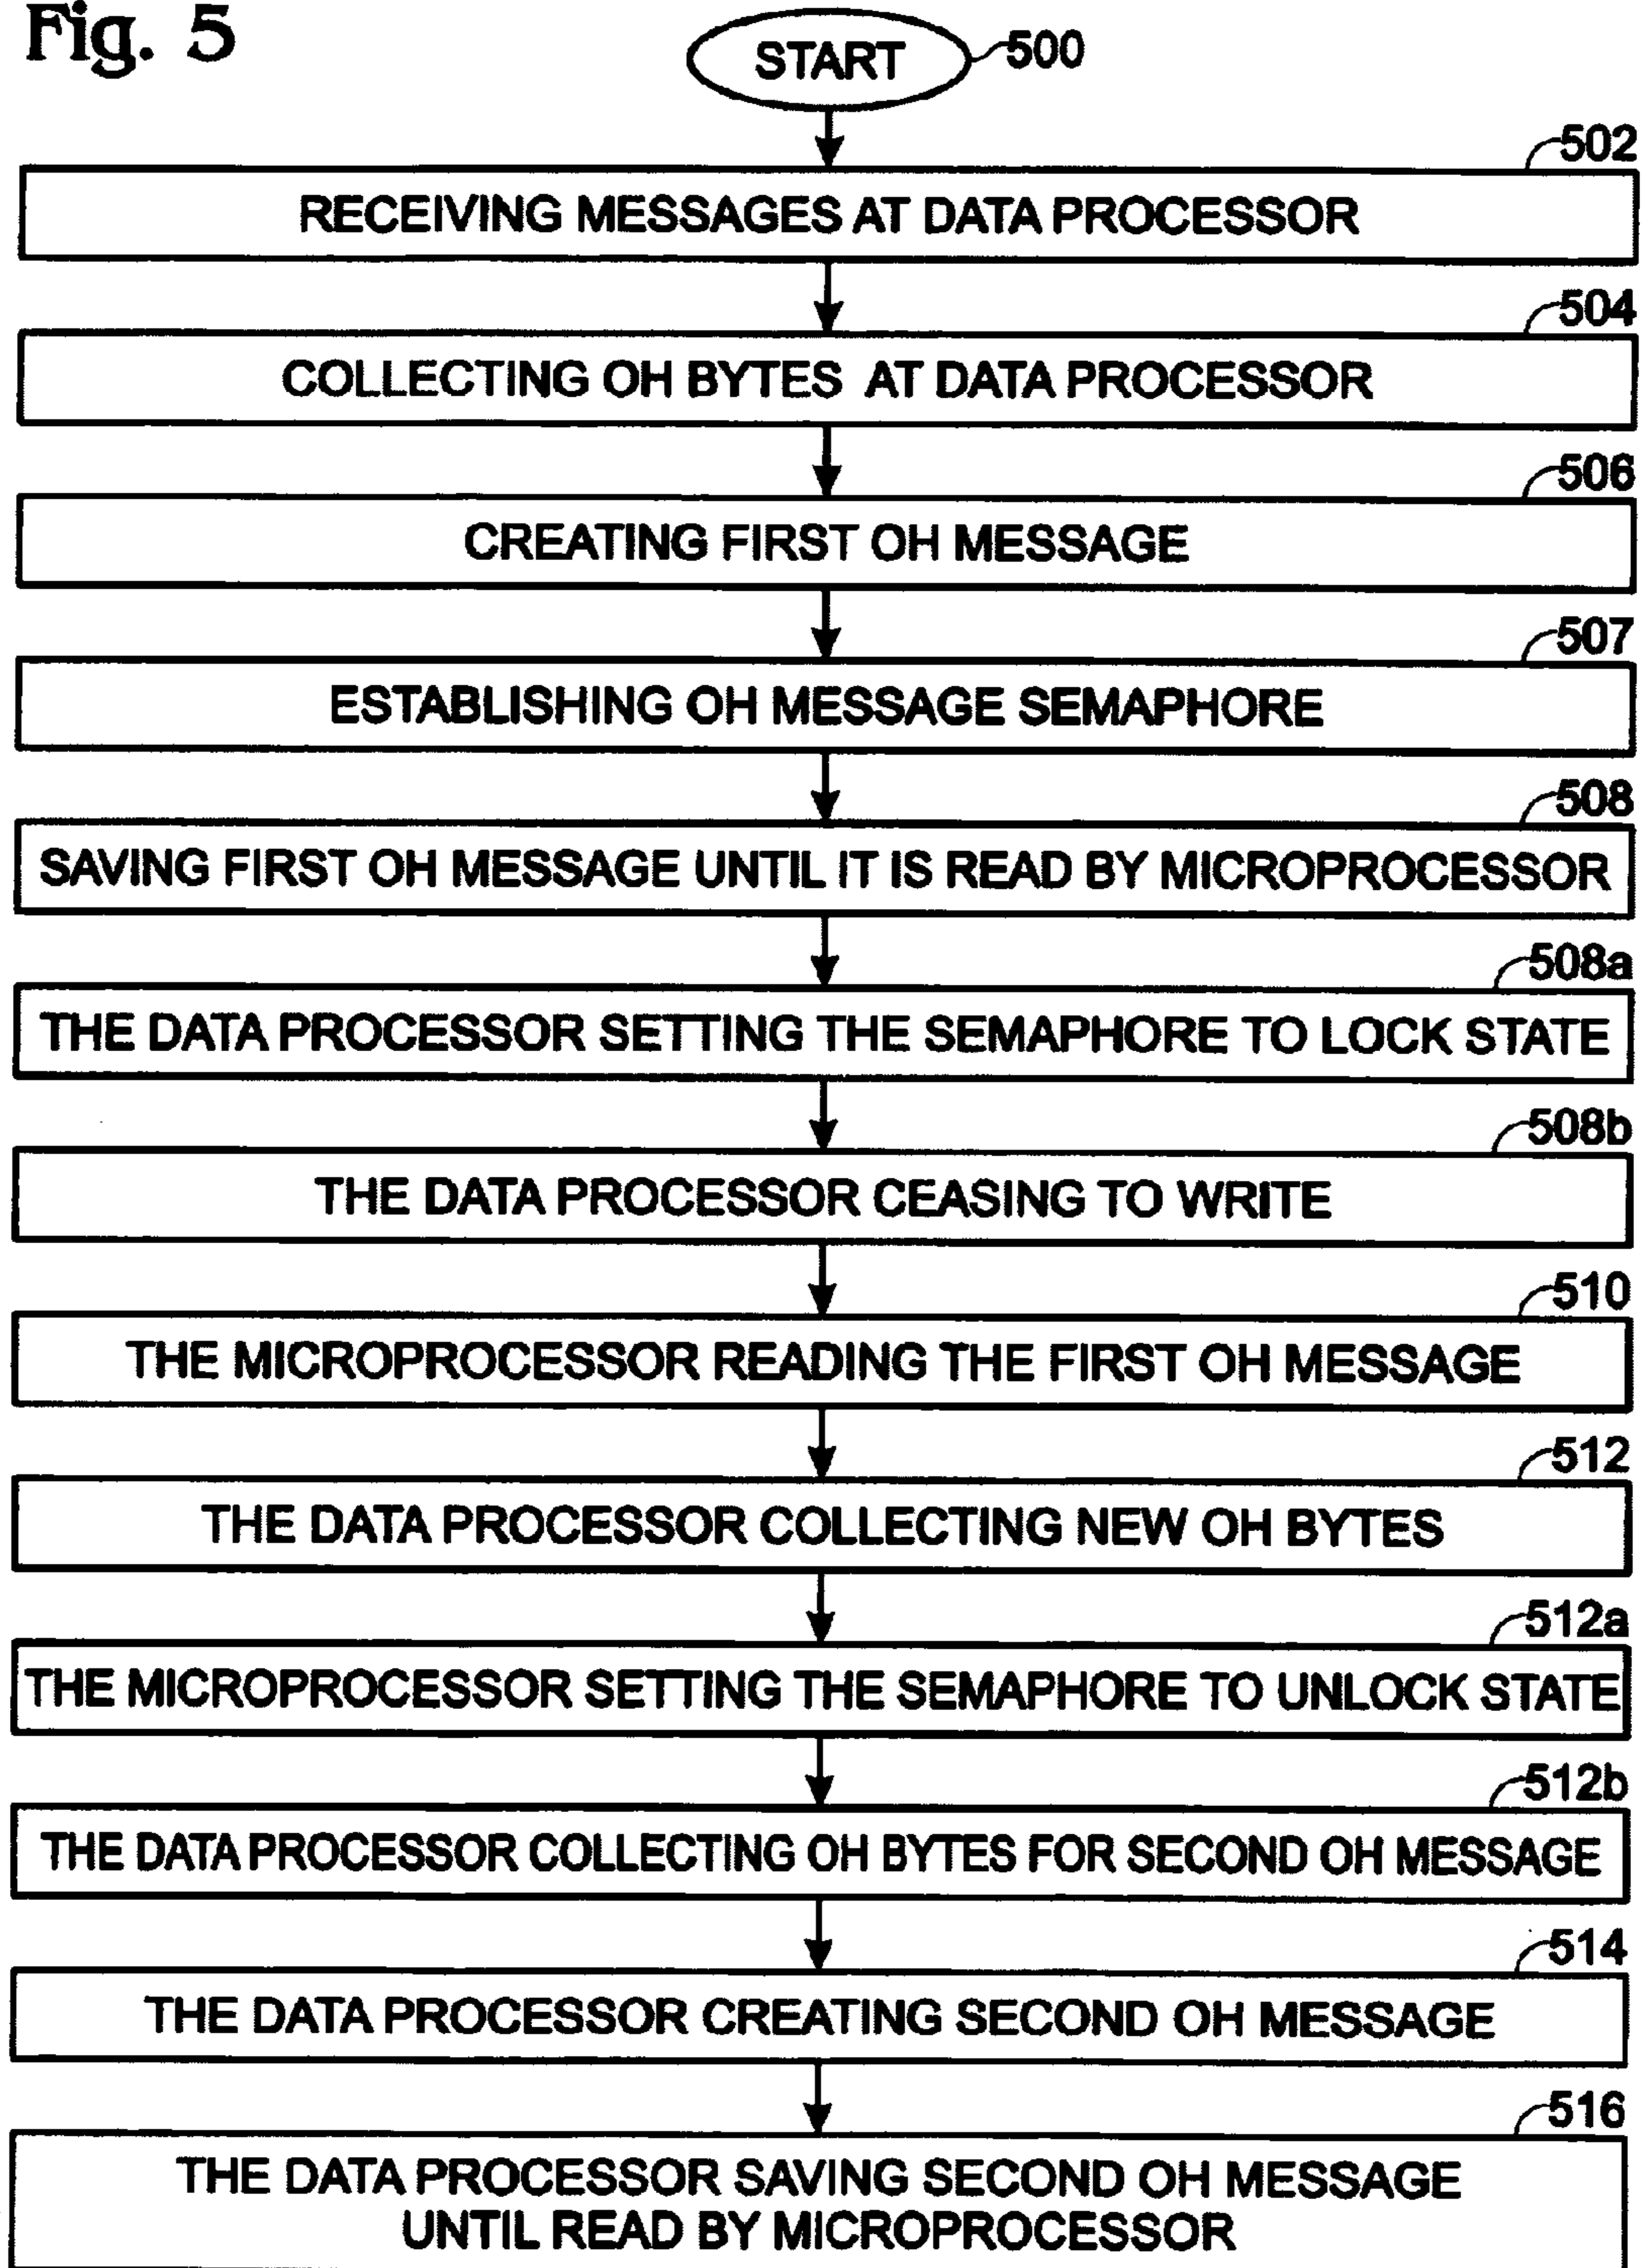 Fig. 5
START
500
502
RECEIVING MESSAGES AT DATA PROCESSOR
504
COLLECTING OH BYTES AT DATA PROCESSOR
506
CREATING FIRST OH MESSAGE
507
ESTABLISHING OH MESSAGE SEMAPHORE
508
SAVING FIRST OH MESSAGE UNTIL IT IS READ BY MICROPROCESSOR
508a
THE DATA PROCESSOR SETTING THE SEMAPHORE TO LOCK STATE
508b
THE DATA PROCESSOR CEASING TO WRITE
510
THE MICROPROCESSOR READING THE FIRST OH MESSAGE
512
THE DATA PROCESSOR COLLECTING NEW OH BYTES
512a
THE MICROPROCESSOR SETTING THE SEMAPHORE TO UNLOCK STATE
512b
THE DATA PROCESSOR COLLECTING OH BYTES FOR SECOND OH MESSAGE
514
THE DATA PROCESSOR CREATING SECOND OH MESSAGE
516
THE DATA PROCESSOR SAVING SECOND OH MESSAGE
UNTIL READ BY MICROPROCESSOR